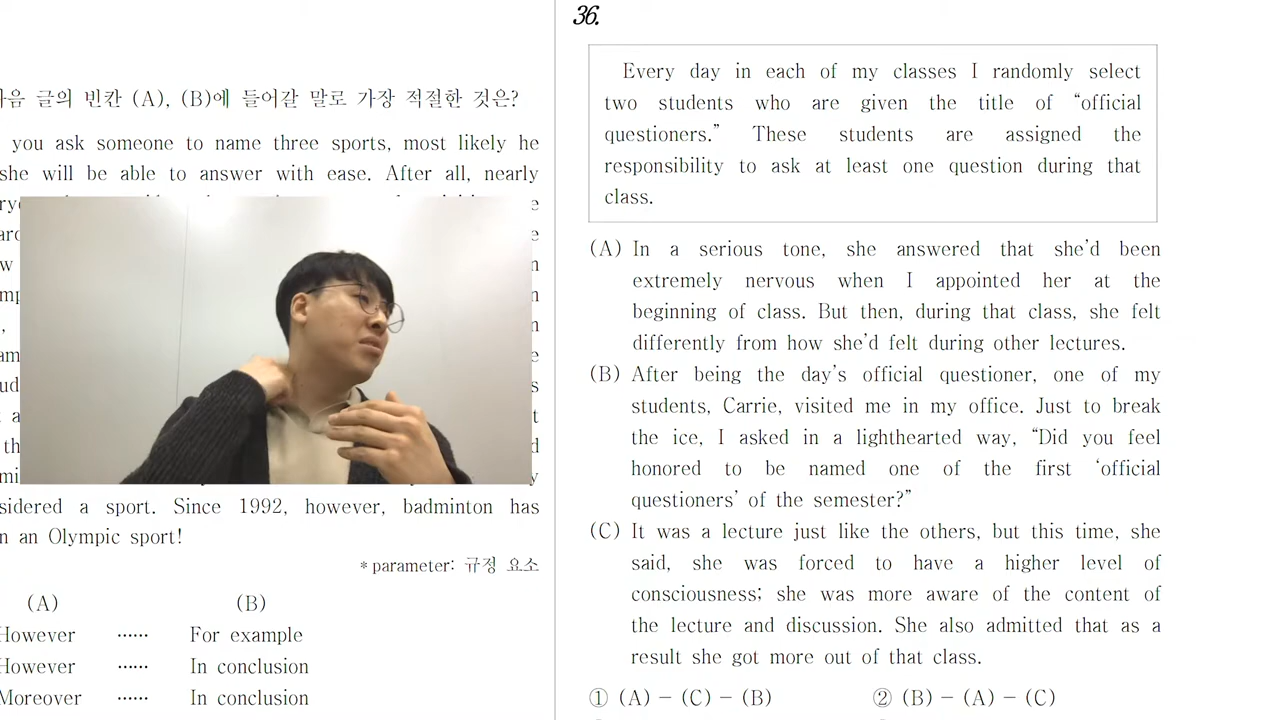 다음 글의 빈칸 (A), (B)에 들어갈 말로 가장 적절한 것은?
you ask someone to name three sports, most likely he
she will be able to answer with ease. After all, nearly
sidered a sport. Since 1992, however, badminton has
n an Olympic sport!
* parameter: 규정 요소
(A) (B)
However ······ For example
However ······ In conclusion
Moreover ······ In conclusion
36.
Every day in each of my classes I randomly select
two students who are given the title of “official
questioners.” These students are assigned the
responsibility to ask at least one question during that
class.
(A) In a serious tone, she answered that she’d been
extremely nervous when I appointed her at the
beginning of class. But then, during that class, she felt
differently from how she’d felt during other lectures.
(B) After being the day’s official questioner, one of my
students, Carrie, visited me in my office. Just to break
the ice, I asked in a lighthearted way, “Did you feel
honored to be named one of the first ‘official
questioners’ of the semester?”
(C) It was a lecture just like the others, but this time, she
said, she was forced to have a higher level of
consciousness; she was more aware of the content of
the lecture and discussion. She also admitted that as a
result she got more out of that class.
① (A) − (C) − (B) ② (B) − (A) − (C)